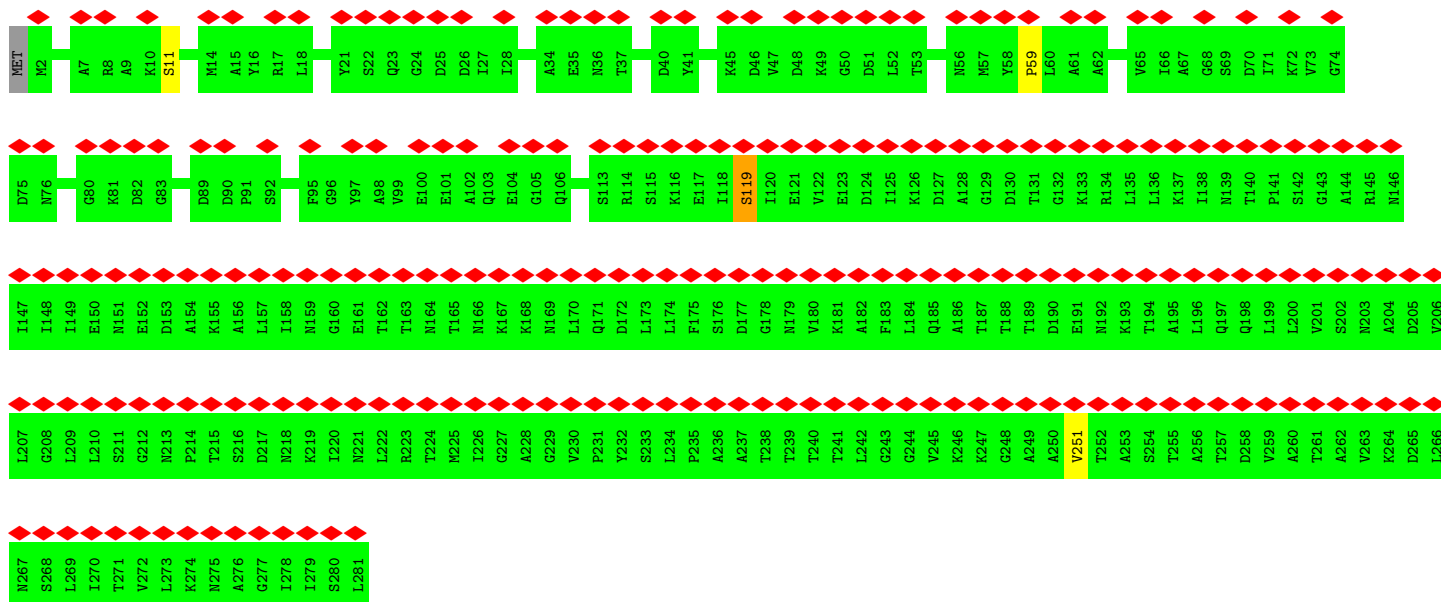 MET M2 A7 R8 A9 K10 S11 M14 A15 Y16 R17 L18 Y21 S22 Q23 G24 D25 D26 I27 I28 A34 E35 N36 T37 D40 Y41 K45 D46 V47 D48 K49 G50 D51 L52 T53 N56 M57 Y58 P59 L60 A61 A62 V65 I66 A67 G68 S69 D70 I71 K72 V73 G74
D75 N76 G80 K81 D82 G83 D89 D90 P91 S92 F95 G96 Y97 A98 V99 E100 E101 A102 Q103 E104 G105 Q106 S113 R114 S115 K116 E117 I118 S119 I120 E121 V122 E123 D124 I125 K126 D127 A128 G129 D130 T131 G132 K133 R134 L135 L136 K137 I138 N139 T140 P141 S142 G143 A144 R145 N146
I147 I148 I149 E150 N151 E152 D153 A154 K155 A156 L157 I158 N159 G160 E161 T162 T163 N164 T165 N166 K167 K168 N169 L170 Q171 D172 L173 L174 F175 S176 D177 G178 N179 V180 K181 A182 F183 L184 Q185 A186 T187 T188 T189 D190 E191 N192 K193 T194 A195 L196 Q197 Q198 L199 L200 V201 S202 N203 A204 D205 V206
L207 G208 L209 L210 S211 G212 N213 P214 T215 S216 D217 N218 K219 I220 N221 L222 R223 T224 M225 I226 G227 A228 G229 V230 P231 Y232 S233 L234 P235 A236 A237 T238 T239 T240 T241 L242 G243 G244 V245 K246 K247 G248 A249 A250 V251 T252 A253 S254 T255 A256 T257 D258 V259 A260 T261 A262 V263 K264 D265 L266
N267 S268 L269 I270 T271 V272 L273 K274 N275 A276 G277 I278 I279 S280 L281